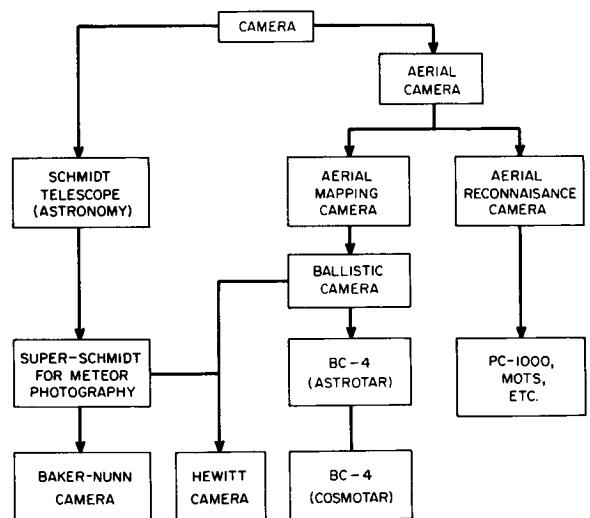 CAMERA
AERIAL
CAMERA
SCHMIDT
TELESCOPE
(ASTRONOMY)
AERIAL
MAPPING
CAMERA
AERIAL
RECONNAISANCE
CAMERA
BALLISTIC
CAMERA
SUPER-SCHMIDT
FOR METEOR
PHOTOGRAPHY
BC-4
(ASTROTAR)
PC-1000,
MOTS,
ETC.
BAKER-NUNN
CAMERA
HEWITT
CAMERA
BC-4
(COSMOTAR)